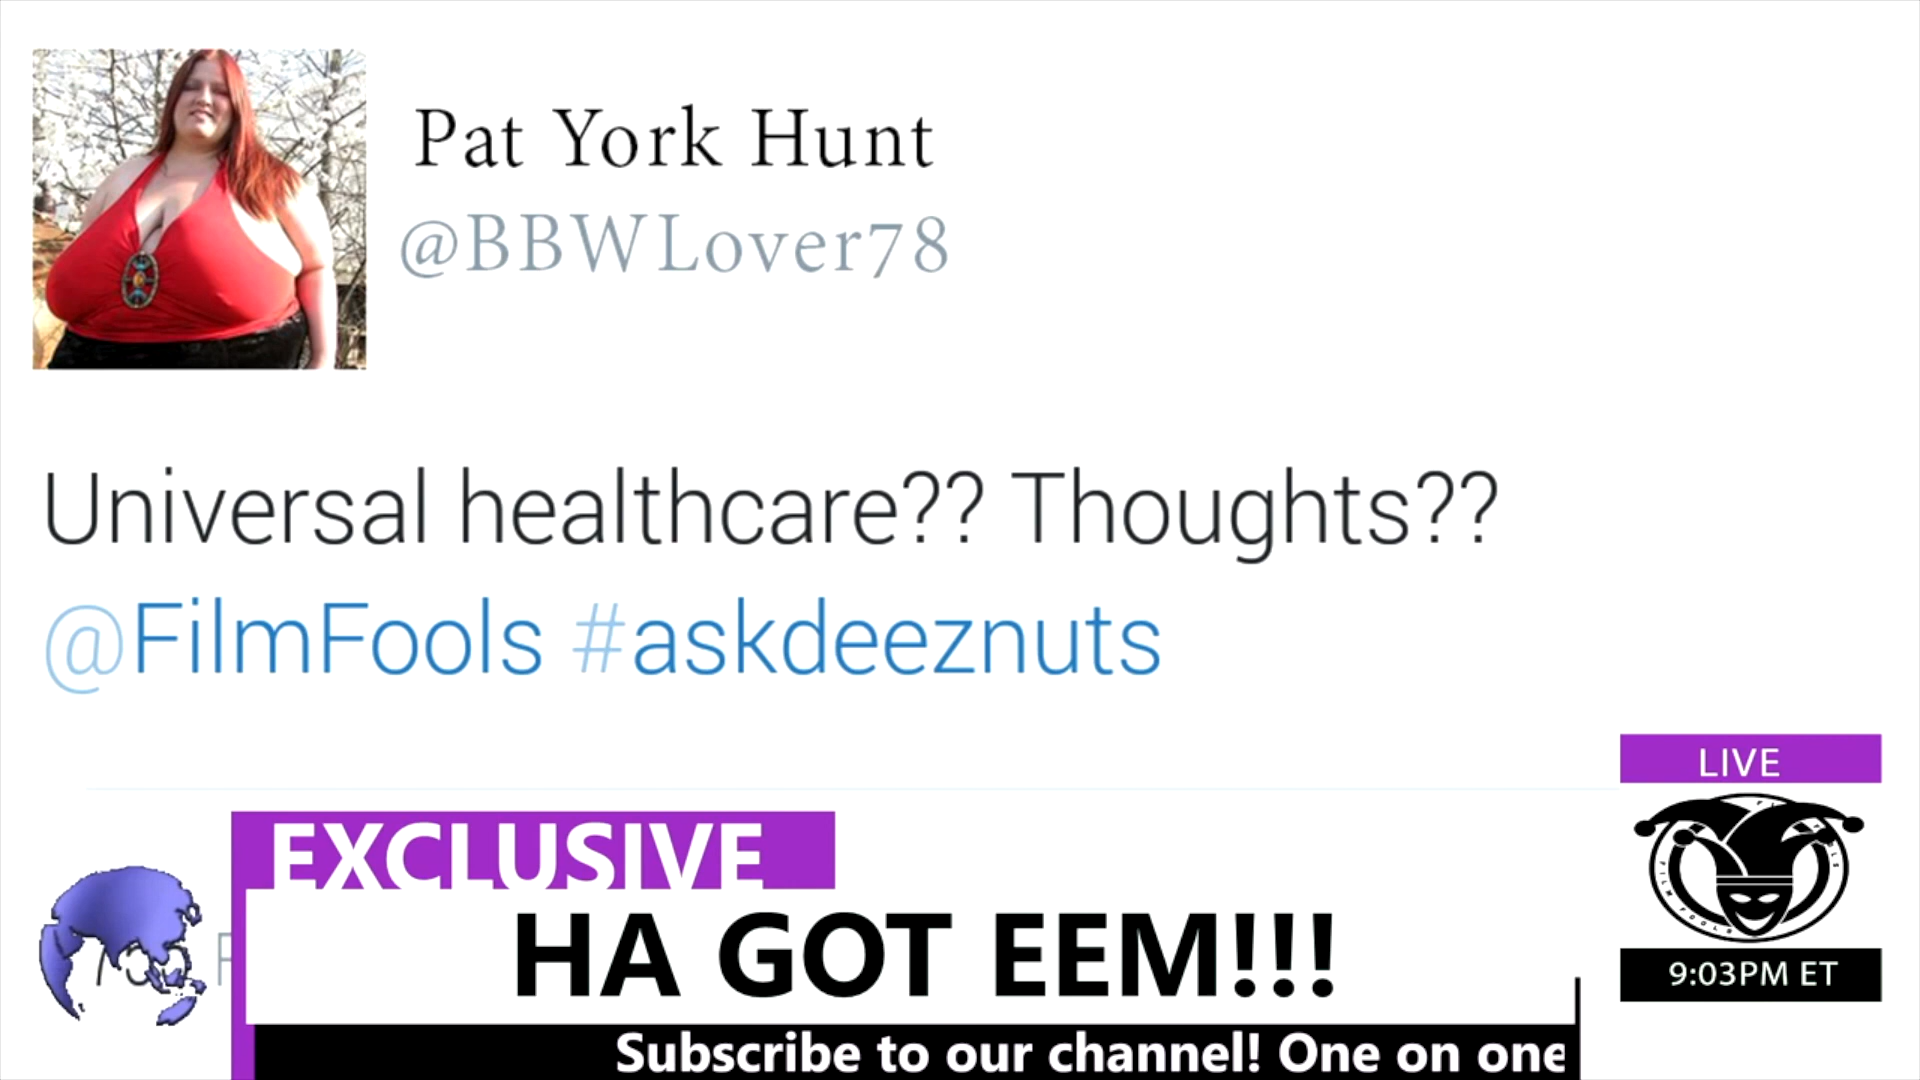 Pat York Hunt
@BBWLover78
Universal healthcare?? Thoughts??
@FilmFools #askdeeznuts
LIVE
EXCLUSIVE
HA GOT EEM!!!
9:03PM ET
Subscribe to our channel! One on one